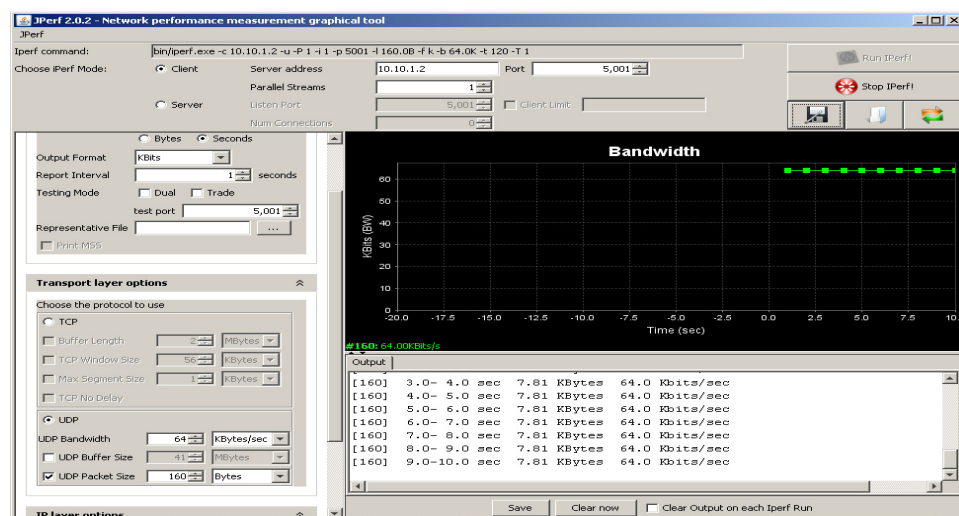 JPerf 2.0.2 - Network performance measurement graphical tool
JPerf
Iperf command: bin/iperf.exe -c 10.10.1.2 -u -P 1 -i 1 -p 5001 -l 160.0B -f k -b 64.0K -t 120 -T 1
Choose iPerf Mode: Client Server address 10.10.1.2 Port 5,001
Parallel Streams 1
Server Listen Port 5,001 Client Limit
Num Connections 0
Run IPerf!
Stop IPerf!
Bytes Seconds
Output Format KBits
Report Interval 1 seconds
Testing Mode Dual Trade
test port 5,001
Representative File ...
Print MSS
Transport layer options
Choose the protocol to use
TCP
Buffer Length 2 MBytes
TCP Window Size 56 KBytes
Max Segment Size 1 KBytes
TCP No Delay
UDP
UDP Bandwidth 64 KBytes/sec
UDP Buffer Size 41 MBytes
UDP Packet Size 160 Bytes
IP layer options
Bandwidth
KBits (BW)
60
50
40
30
20
10
0
-20.0 -17.5 -15.0 -12.5 -10.0 -7.5 -5.0 -2.5 0.0 2.5 5.0 7.5 10.
Time (sec)
#160: 64.00KBits/s
Output
[160] 3.0- 4.0 sec 7.81 KBytes 64.0 Kbits/sec
[160] 4.0- 5.0 sec 7.81 KBytes 64.0 Kbits/sec
[160] 5.0- 6.0 sec 7.81 KBytes 64.0 Kbits/sec
[160] 6.0- 7.0 sec 7.81 KBytes 64.0 Kbits/sec
[160] 7.0- 8.0 sec 7.81 KBytes 64.0 Kbits/sec
[160] 8.0- 9.0 sec 7.81 KBytes 64.0 Kbits/sec
[160] 9.0-10.0 sec 7.81 KBytes 64.0 Kbits/sec
Save Clear now Clear Output on each Iperf Run